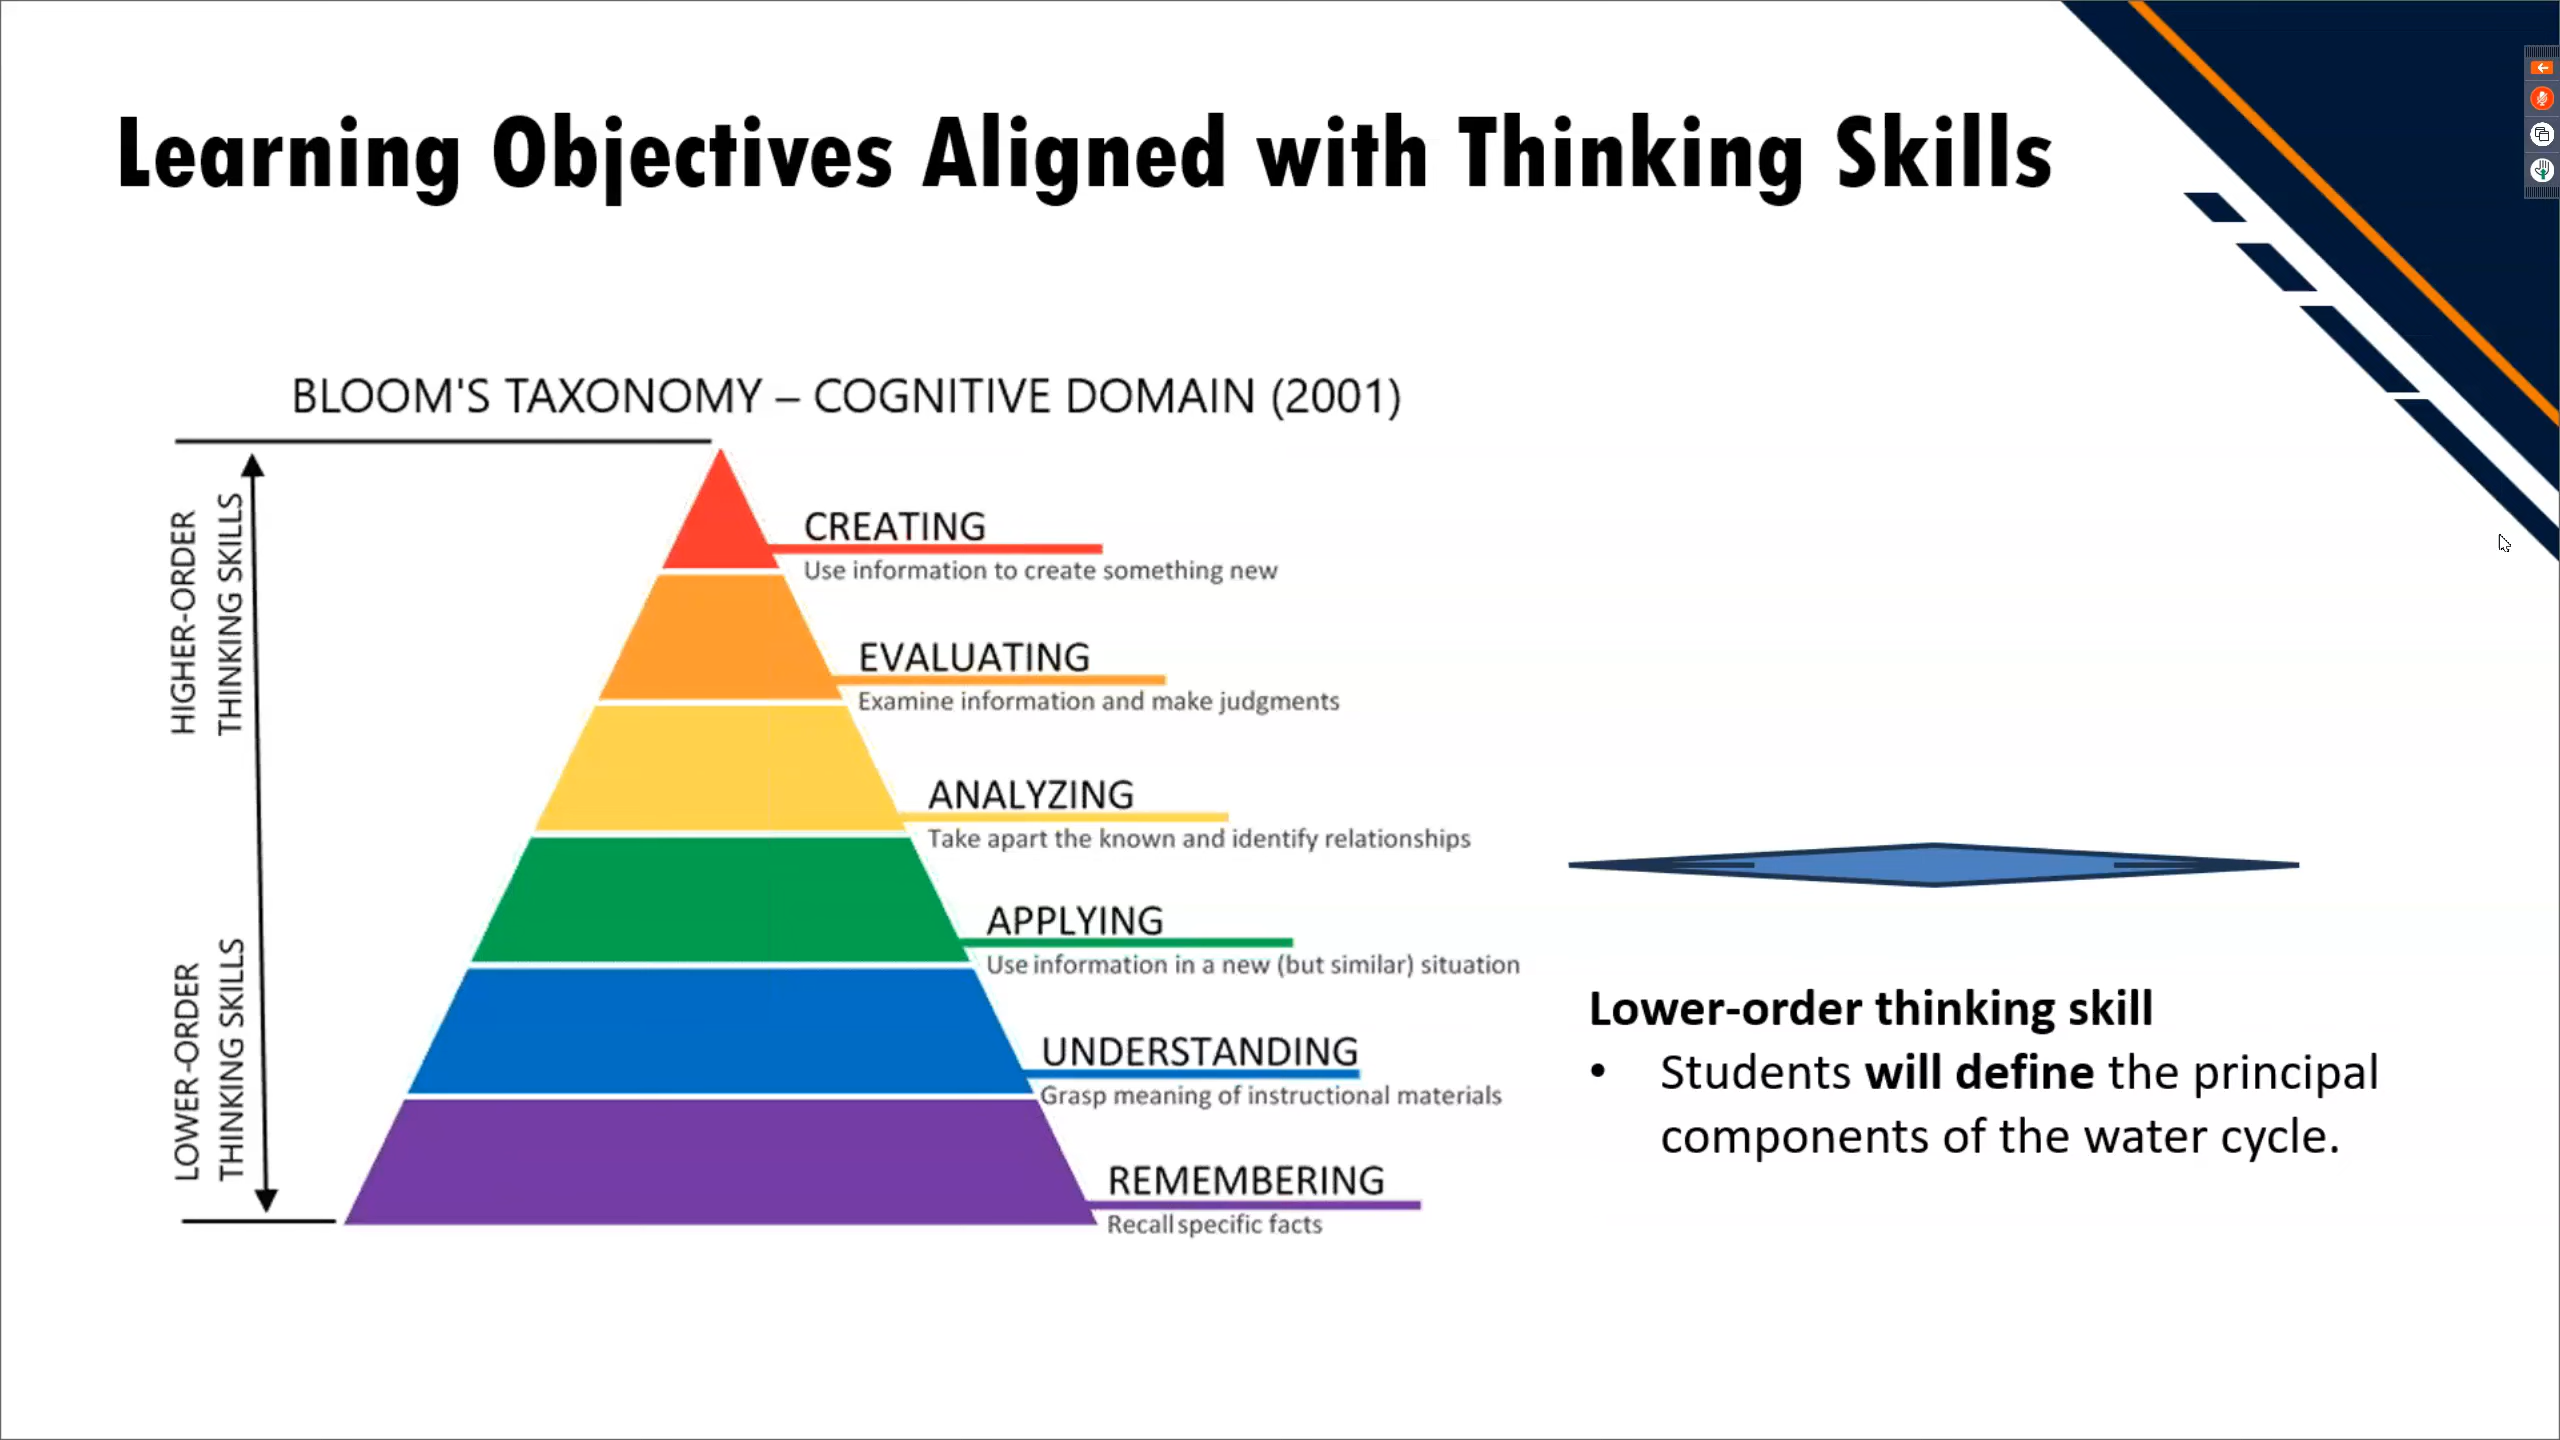 Learning Objectives Aligned with Thinking Skills
BLOOM'S TAXONOMY – COGNITIVE DOMAIN (2001)
HIGHER-ORDER
THINKING SKILLS
CREATING
Use information to create something new
EVALUATING
Examine information and make judgments
ANALYZING
Take apart the known and identify relationships
APPLYING
Use information in a new (but similar) situation
LOWER-ORDER
THINKING SKILLS
UNDERSTANDING
Grasp meaning of instructional materials
REMEMBERING
Recall specific facts
Lower-order thinking skill
• Students will define the principal
components of the water cycle.